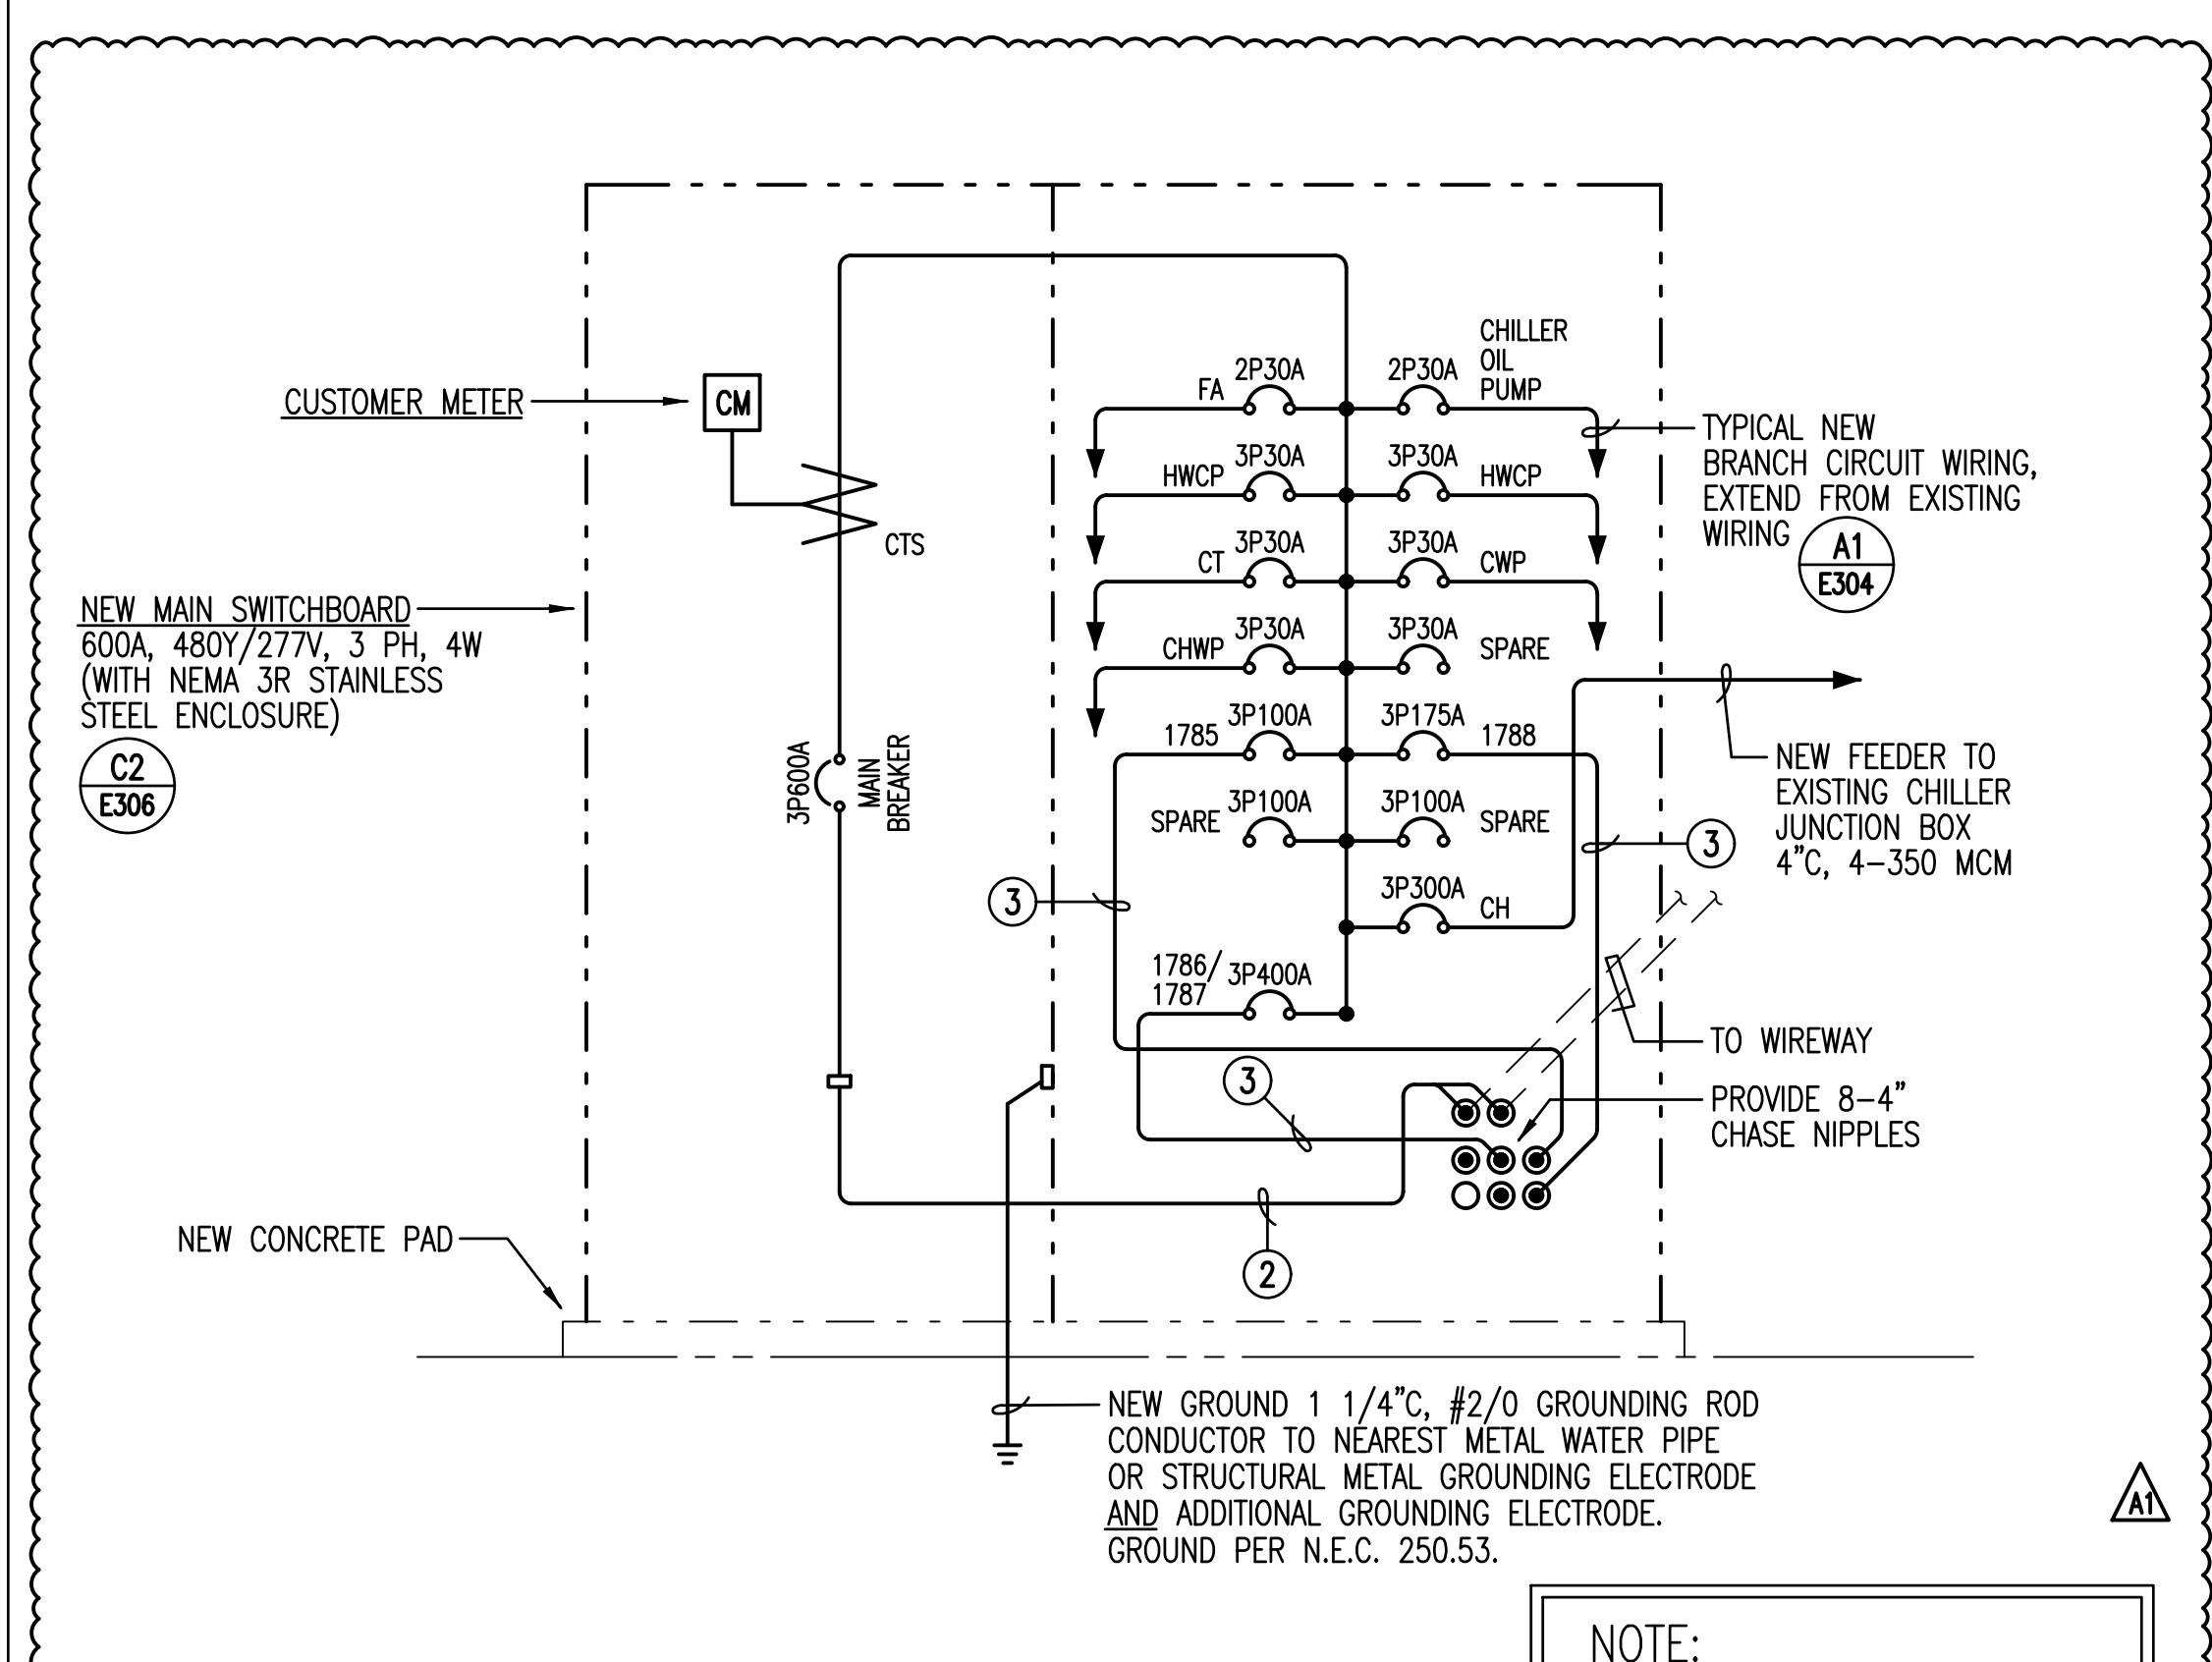 CHILLER
OIL
PUMP
2P30A
2P30A
FA
CUSTOMER METER
CM
TYPICAL NEW
BRANCH CIRCUIT WIRING,
EXTEND FROM EXISTING
WIRING
A1
E304
3P30A
3P30A
HWCP
HWCP
CTS
3P30A
3P30A
CT
CWP
NEW MAIN SWITCHBOARD
600A, 480Y/277V, 3 PH, 4W
(WITH NEMA 3R STAINLESS
STEEL ENCLOSURE)
C2
E306
3P30A
3P30A
CHWP
SPARE
3P100A
3P175A
1785
1788
3P600A
MAIN
BREAKER
NEW FEEDER TO
EXISTING CHILLER
JUNCTION BOX
4"C, 4-350 MCM
3P100A
3P100A
SPARE
SPARE
3
3
3P300A
CH
1786/
1787
3P400A
TO WIREWAY
3
PROVIDE 8-4"
CHASE NIPPLES
NEW CONCRETE PAD
2
NEW GROUND 1 1/4"C, #2/0 GROUNDING ROD
CONDUCTOR TO NEAREST METAL WATER PIPE
OR STRUCTURAL METAL GROUNDING ELECTRODE
AND ADDITIONAL GROUNDING ELECTRODE.
GROUND PER N.E.C. 250.53.
A1
NOTE: